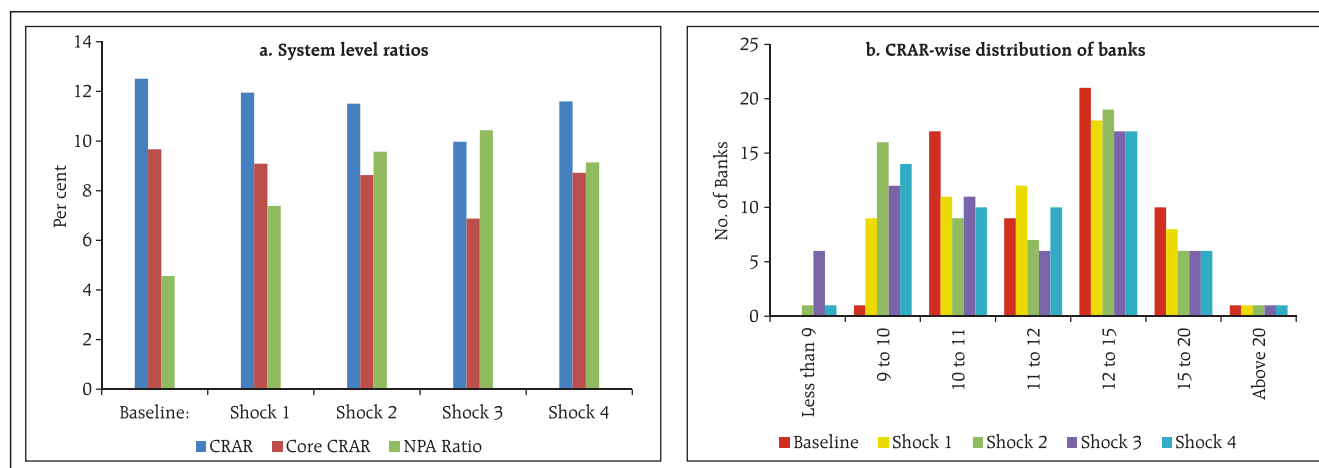 a. System level ratios
14
12
10
8
6
4
2
0
Per cent
Baseline: Shock 1 Shock 2 Shock 3 Shock 4
CRAR Core CRAR NPA Ratio
b. CRAR-wise distribution of banks
25
20
15
10
5
0
No. of Banks
Less than 9
9 to 10
10 to 11
11 to 12
12 to 15
15 to 20
Above 20
Baseline Shock 1 Shock 2 Shock 3 Shock 4